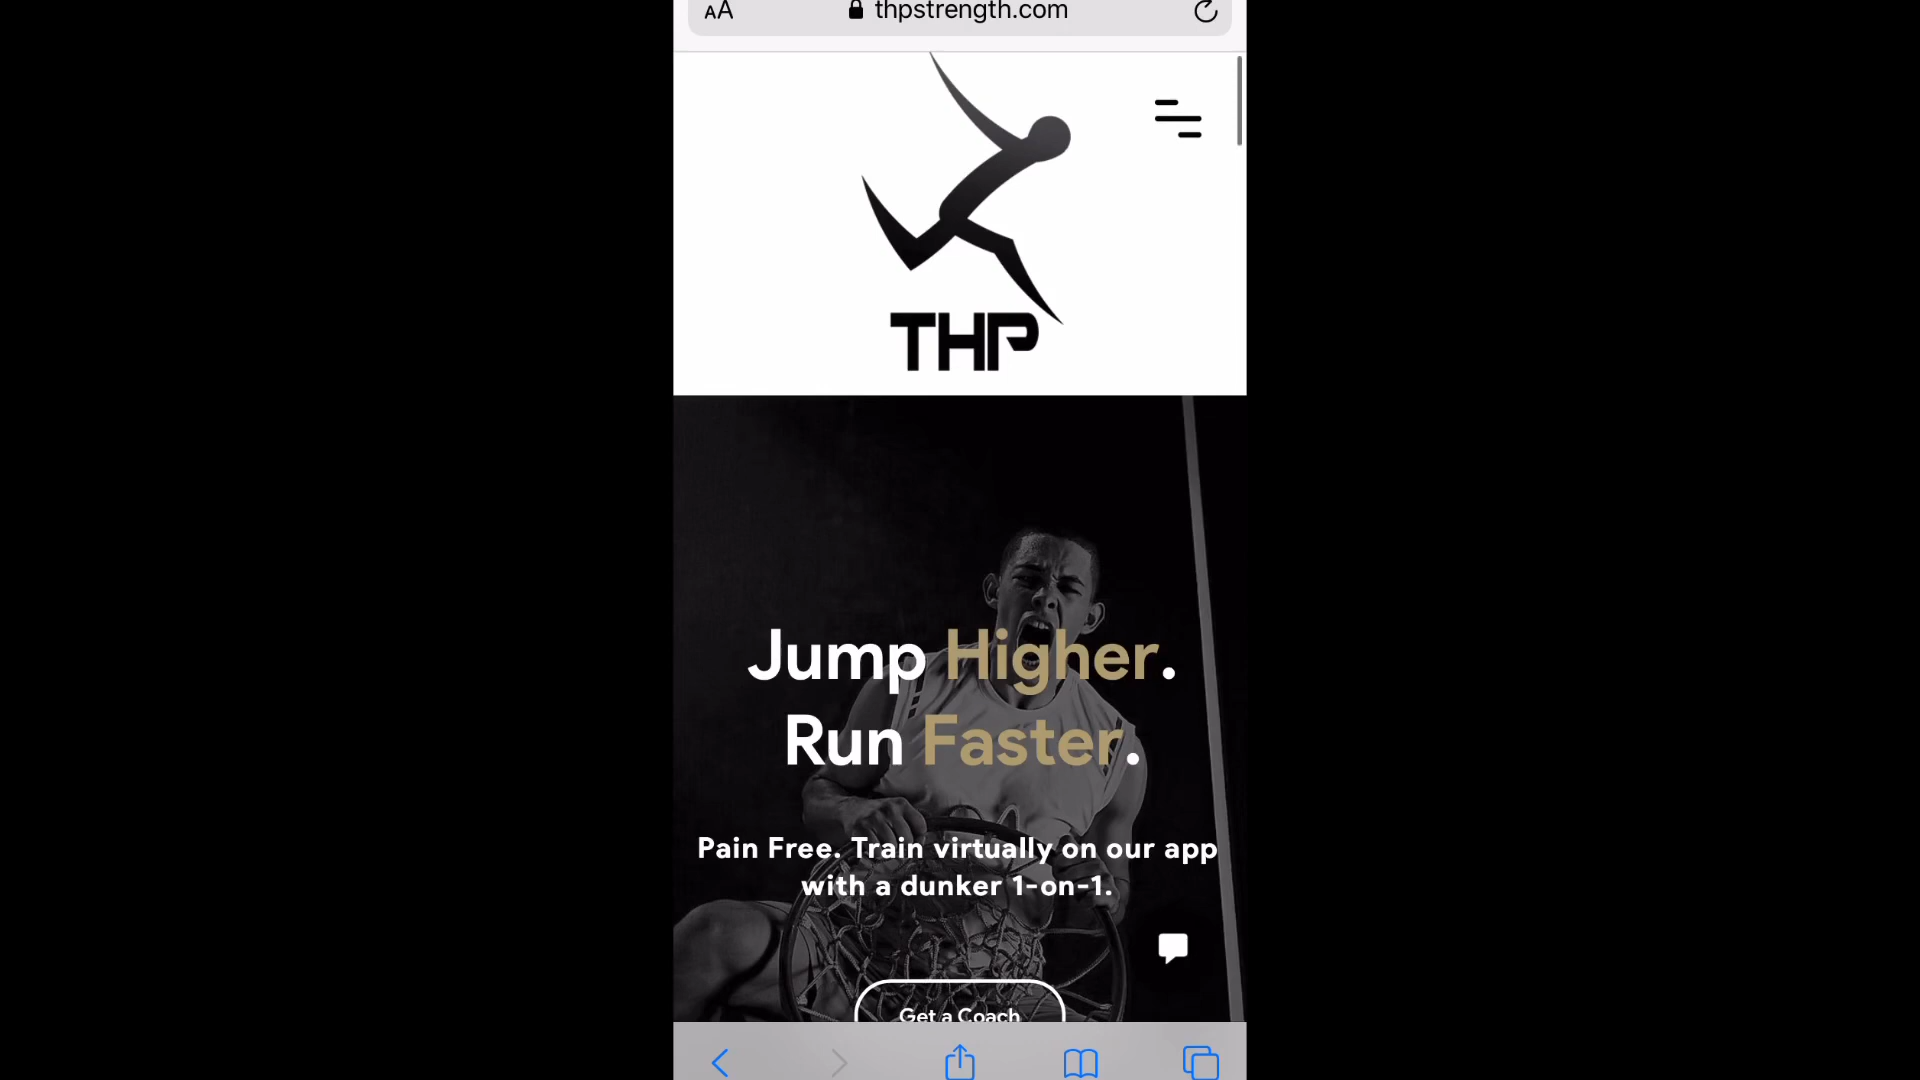 AA thpstrength.com
THP
Jump Higher.
Run Faster.
Pain Free. Train virtually on our app
with a dunker 1-on-1.
Get a Coach